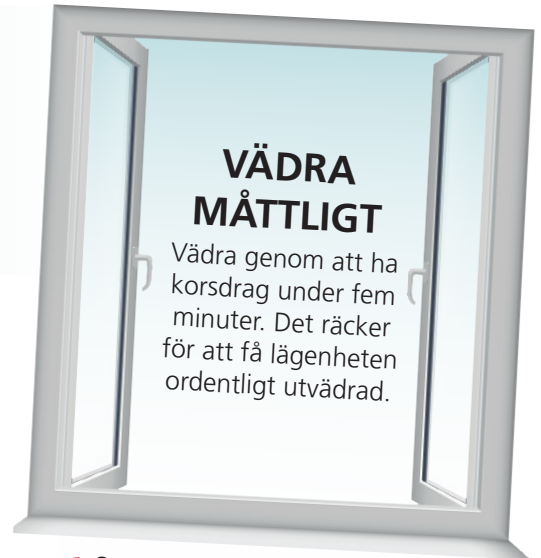 VÄDRA
MÅTTLIGT
Vädra genom att ha
korsdrag under fem
minuter. Det räcker
för att få lägenheten
ordentligt utvädrad.